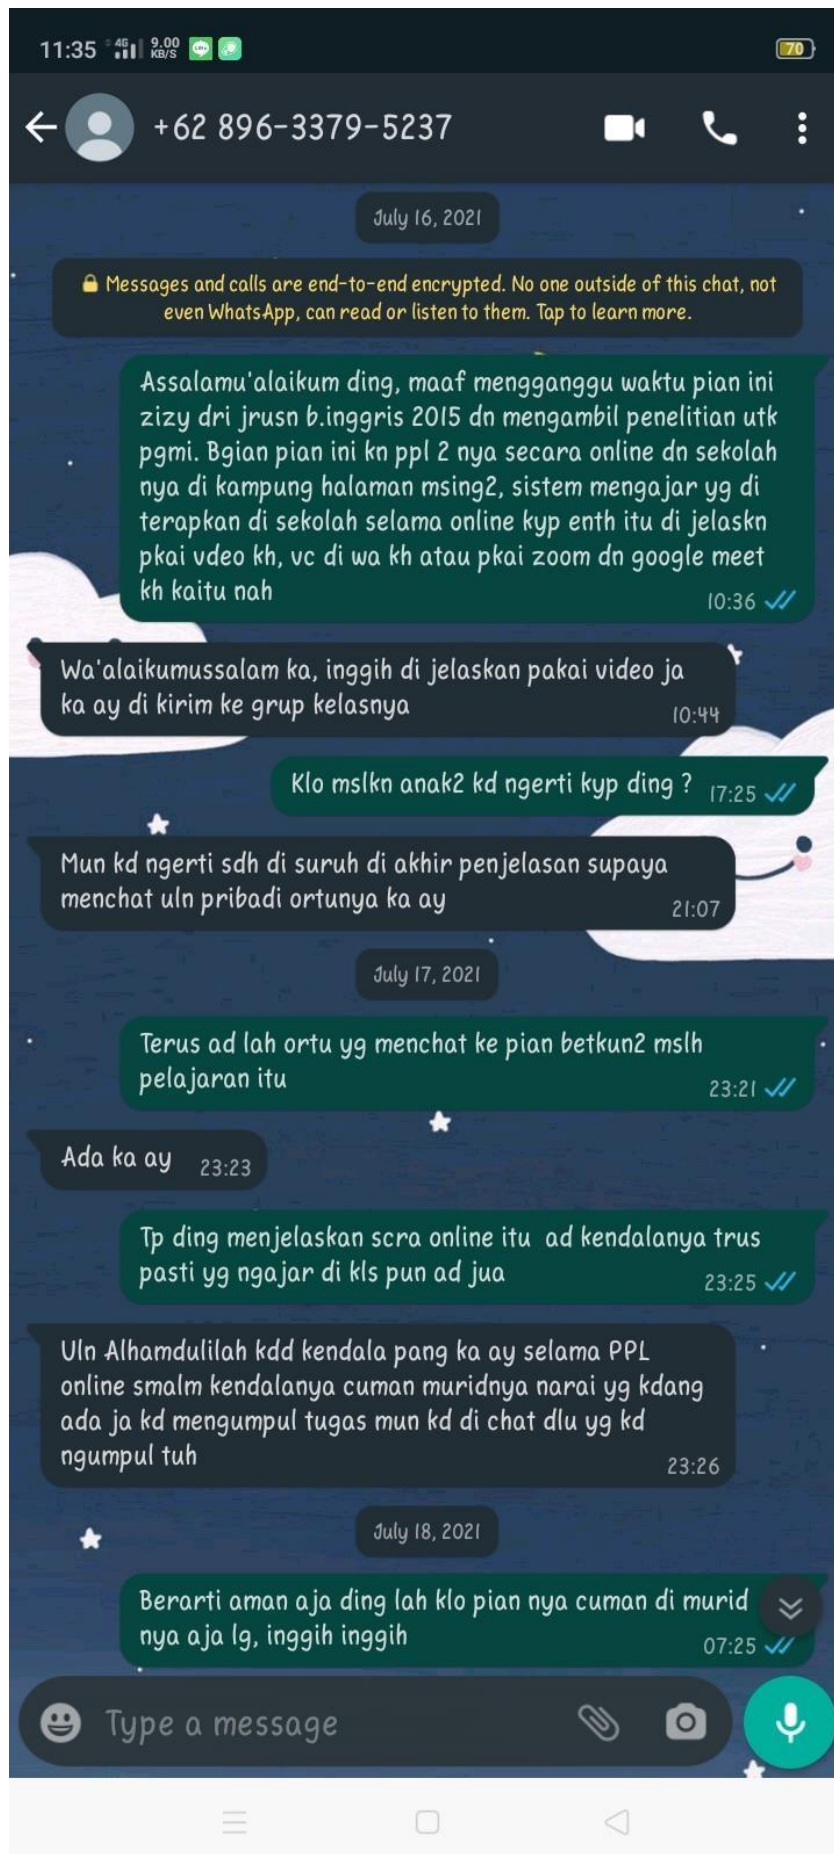 11:35 4G 9.00 KB/S 70
+62 896-3379-5237
July 16, 2021
Messages and calls are end-to-end encrypted. No one outside of this chat, not
even WhatsApp, can read or listen to them. Tap to learn more.
Assalamu'alaikum ding, maaf mengganggu waktu pian ini
zizy dri jrusn b.inggris 2015 dn mengambil penelitian utk
pgmi. Bgian pian ini kn ppl 2 nya secara online dn sekolah
nya di kampung halaman msing2, sistem mengajar yg di
terapkan di sekolah selama online kyp enth itu di jelaskn
pkai vdeo kh, vc di wa kh atau pkai zoom dn google meet
kh kaitu nah 10:36
Wa'alaikumussalam ka, inggih di jelaskan pakai video ja
ka ay di kirim ke grup kelasnya 10:44
Klo mslkn anak2 kd ngerti kyp ding ? 17:25
Mun kd ngerti sdh di suruh di akhir penjelasan supaya
menchat uln pribadi ortunya ka ay 21:07
July 17, 2021
Terus ad lah ortu yg menchat ke pian betkun2 mslh
pelajaran itu 23:21
Ada ka ay 23:23
Tp ding menjelaskan scra online itu ad kendalanya trus
pasti yg ngajar di kls pun ad jua 23:25
Uln Alhamdulilah kdd kendala pang ka ay selama PPL
online smalm kendalanya cuman muridnya narai yg kdang
ada ja kd mengumpul tugas mun kd di chat dlu yg kd
ngumpul tuh 23:26
July 18, 2021
Berarti aman aja ding lah klo pian nya cuman di murid
nya aja lg, inggih inggih 07:25
Type a message